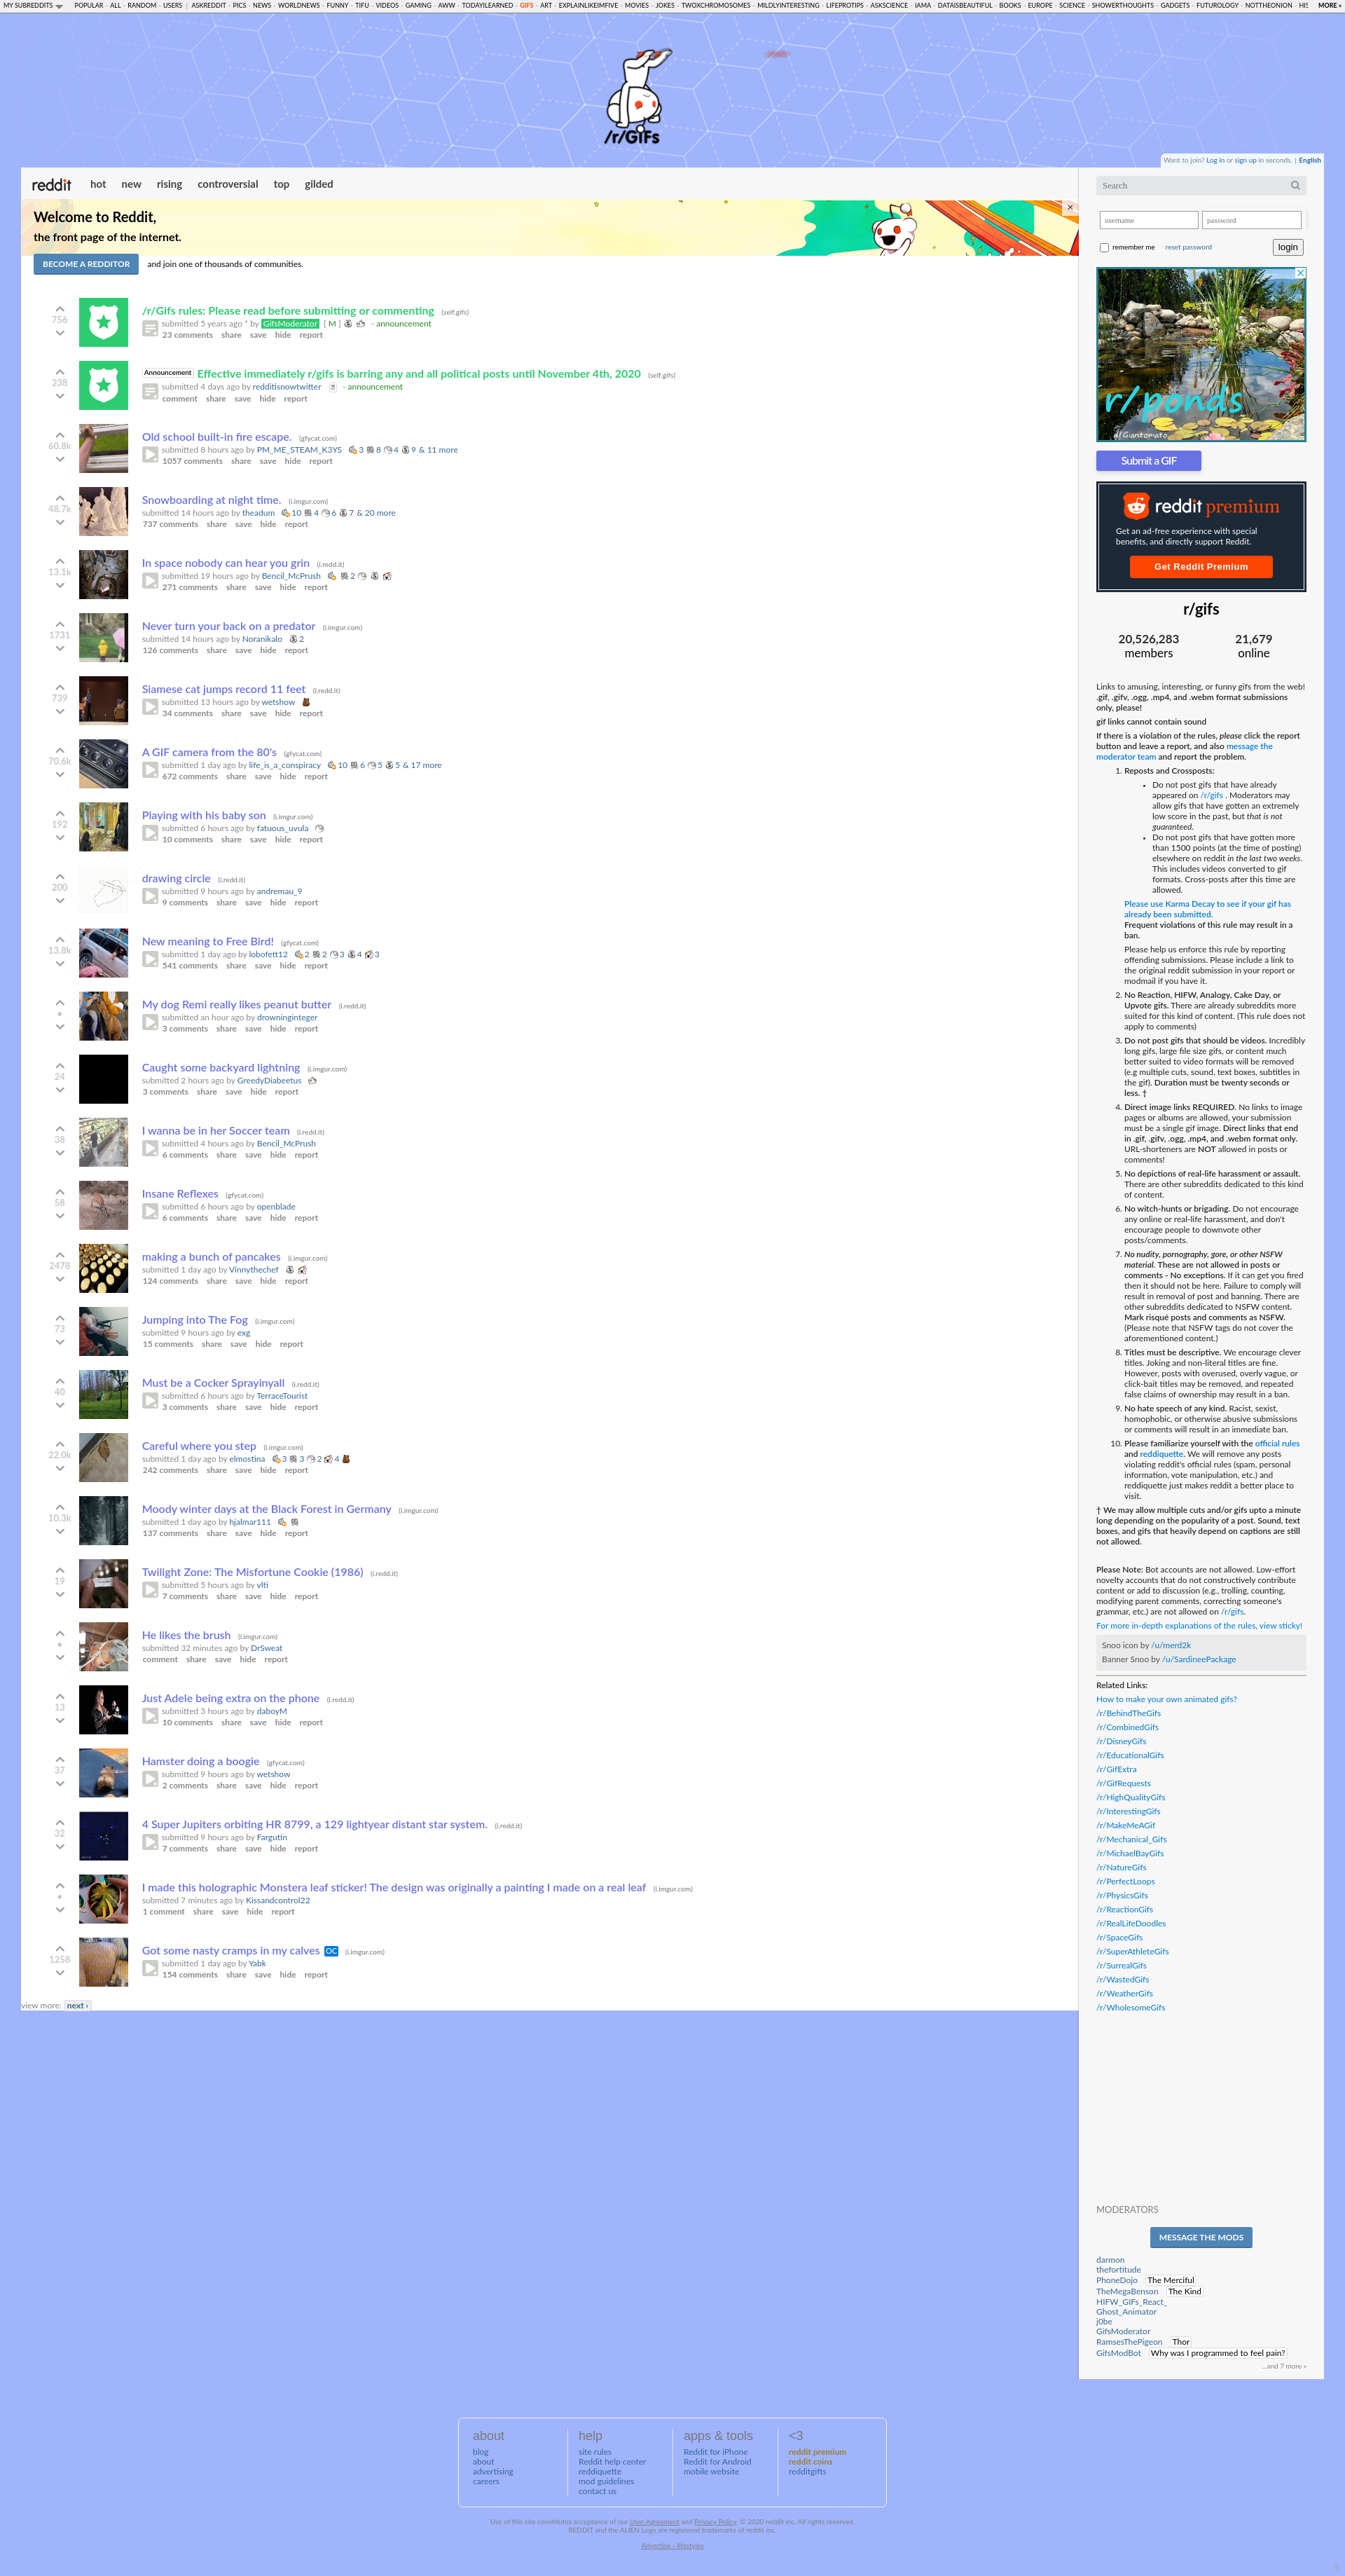 MY SUBREDDITS POPULAR - ALL - RANDOM - USERS | ASKREDDIT - PICS - NEWS - WORLDNEWS - FUNNY - TIFU - VIDEOS - GAMING - AWW - TODAYILEARNED - GIFS - ART - EXPLAINLIKEIMFIVE - MOVIES - JOKES - TWOXCHROMOSOMES - MILDLYINTERESTING - LIFEPROTIPS - ASKSCIENCE - IAMA - DATAISBEAUTIFUL - BOOKS - EUROPE - SCIENCE - SHOWERTHOUGHTS - GADGETS - FUTUROLOGY - NOTTHEONION - HIS MORE »
/r/GIFs
Want to join? Log in or sign up in seconds. | English
reddit hot new rising controversial top gilded
Welcome to Reddit,
the front page of the internet.
BECOME A REDDITOR and join one of thousands of communities.
/r/Gifs rules: Please read before submitting or commenting (self.gifs)
756
submitted 5 years ago * by GifsModerator [ M ] - announcement
23 comments share save hide report
Announcement Effective immediately r/gifs is barring any and all political posts until November 4th, 2020 (self.gifs)
238
submitted 4 days ago by redditisnowtwitter - announcement
comment share save hide report
Old school built-in fire escape. (gfycat.com)
60.8k
submitted 8 hours ago by PM_ME_STEAM_K3YS 3 8 4 9 & 11 more
1057 comments share save hide report
Snowboarding at night time. (i.imgur.com)
48.7k
submitted 14 hours ago by theadum 10 4 6 7 & 20 more
737 comments share save hide report
In space nobody can hear you grin (i.redd.it)
13.1k
submitted 19 hours ago by Bencil_McPrush 2
271 comments share save hide report
Never turn your back on a predator (i.imgur.com)
1731
submitted 14 hours ago by Noranikalo 2
126 comments share save hide report
Siamese cat jumps record 11 feet (i.redd.it)
739
submitted 13 hours ago by wetshow
34 comments share save hide report
A GIF camera from the 80's (gfycat.com)
70.6k
submitted 1 day ago by life_is_a_conspiracy 10 6 5 5 & 17 more
672 comments share save hide report
Playing with his baby son (i.imgur.com)
192
submitted 6 hours ago by fatuous_uvula
10 comments share save hide report
drawing circle (i.redd.it)
200
submitted 9 hours ago by andremau_9
9 comments share save hide report
New meaning to Free Bird! (gfycat.com)
13.8k
submitted 1 day ago by lobofett12 2 2 3 4 3
541 comments share save hide report
My dog Remi really likes peanut butter (i.redd.it)
•
submitted an hour ago by drowninginteger
3 comments share save hide report
Caught some backyard lightning (i.imgur.com)
24
submitted 2 hours ago by GreedyDiabeetus
3 comments share save hide report
I wanna be in her Soccer team (i.redd.it)
38
submitted 4 hours ago by Bencil_McPrush
6 comments share save hide report
Insane Reflexes (gfycat.com)
58
submitted 6 hours ago by openblade
6 comments share save hide report
making a bunch of pancakes (i.imgur.com)
2478
submitted 1 day ago by Vinnythechef
124 comments share save hide report
Jumping into The Fog (i.imgur.com)
73
submitted 9 hours ago by exg
15 comments share save hide report
Must be a Cocker Sprayinyall (i.redd.it)
40
submitted 6 hours ago by TerraceTourist
3 comments share save hide report
Careful where you step (i.imgur.com)
22.0k
submitted 1 day ago by elmostina 3 3 2 4
242 comments share save hide report
Moody winter days at the Black Forest in Germany (i.imgur.com)
10.3k
submitted 1 day ago by hjalmar111
137 comments share save hide report
Twilight Zone: The Misfortune Cookie (1986) (i.redd.it)
19
submitted 5 hours ago by vlti
7 comments share save hide report
He likes the brush (i.imgur.com)
•
submitted 32 minutes ago by DrSweat
comment share save hide report
Just Adele being extra on the phone (i.redd.it)
13
submitted 3 hours ago by daboyM
10 comments share save hide report
Hamster doing a boogie (gfycat.com)
37
submitted 9 hours ago by wetshow
2 comments share save hide report
4 Super Jupiters orbiting HR 8799, a 129 lightyear distant star system. (i.redd.it)
32
submitted 9 hours ago by Fargutin
7 comments share save hide report
I made this holographic Monstera leaf sticker! The design was originally a painting I made on a real leaf (i.imgur.com)
•
submitted 7 minutes ago by Kissandcontrol22
1 comment share save hide report
Got some nasty cramps in my calves OC (i.imgur.com)
1258
submitted 1 day ago by Yabk
154 comments share save hide report
view more: next ›
Search
username password
remember me reset password login
r/ponds
u/Giantomato
Submit a GIF
reddit premium
Get an ad-free experience with special
benefits, and directly support Reddit.
Get Reddit Premium
r/gifs
20,526,283 21,679
members online
Links to amusing, interesting, or funny gifs from the web!
.gif, .gifv, .ogg, .mp4, and .webm format submissions
only, please!
gif links cannot contain sound
If there is a violation of the rules, please click the report
button and leave a report, and also message the
moderator team and report the problem.
1. Reposts and Crossposts:
• Do not post gifs that have already
appeared on /r/gifs . Moderators may
allow gifs that have gotten an extremely
low score in the past, but that is not
guaranteed.
• Do not post gifs that have gotten more
than 1500 points (at the time of posting)
elsewhere on reddit in the last two weeks.
This includes videos converted to gif
formats. Cross-posts after this time are
allowed.
Please use Karma Decay to see if your gif has
already been submitted.
Frequent violations of this rule may result in a
ban.
Please help us enforce this rule by reporting
offending submissions. Please include a link to
the original reddit submission in your report or
modmail if you have it.
2. No Reaction, HIFW, Analogy, Cake Day, or
Upvote gifs. There are already subreddits more
suited for this kind of content. (This rule does not
apply to comments)
3. Do not post gifs that should be videos. Incredibly
long gifs, large file size gifs, or content much
better suited to video formats will be removed
(e.g multiple cuts, sound, text boxes, subtitles in
the gif). Duration must be twenty seconds or
less. †
4. Direct image links REQUIRED. No links to image
pages or albums are allowed, your submission
must be a single gif image. Direct links that end
in .gif, .gifv, .ogg, .mp4, and .webm format only.
URL-shorteners are NOT allowed in posts or
comments!
5. No depictions of real-life harassment or assault.
There are other subreddits dedicated to this kind
of content.
6. No witch-hunts or brigading. Do not encourage
any online or real-life harassment, and don't
encourage people to downvote other
posts/comments.
7. No nudity, pornography, gore, or other NSFW
material. These are not allowed in posts or
comments - No exceptions. If it can get you fired
then it should not be here. Failure to comply will
result in removal of post and banning. There are
other subreddits dedicated to NSFW content.
Mark risqué posts and comments as NSFW.
(Please note that NSFW tags do not cover the
aforementioned content.)
8. Titles must be descriptive. We encourage clever
titles. Joking and non-literal titles are fine.
However, posts with overused, overly vague, or
click-bait titles may be removed, and repeated
false claims of ownership may result in a ban.
9. No hate speech of any kind. Racist, sexist,
homophobic, or otherwise abusive submissions
or comments will result in an immediate ban.
10. Please familiarize yourself with the official rules
and reddiquette. We will remove any posts
violating reddit's official rules (spam, personal
information, vote manipulation, etc.) and
reddiquette just makes reddit a better place to
visit.
† We may allow multiple cuts and/or gifs upto a minute
long depending on the popularity of a post. Sound, text
boxes, and gifs that heavily depend on captions are still
not allowed.
Please Note: Bot accounts are not allowed. Low-effort
novelty accounts that do not constructively contribute
content or add to discussion (e.g., trolling, counting,
modifying parent comments, correcting someone's
grammar, etc.) are not allowed on /r/gifs.
For more in-depth explanations of the rules, view sticky!
Snoo icon by /u/merd2k
Banner Snoo by /u/SardineePackage
Related Links:
How to make your own animated gifs?
/r/BehindTheGifs
/r/CombinedGifs
/r/DisneyGifs
/r/EducationalGifs
/r/GifExtra
/r/GifRequests
/r/HighQualityGifs
/r/InterestingGifs
/r/MakeMeAGif
/r/Mechanical_Gifs
/r/MichaelBayGifs
/r/NatureGifs
/r/PerfectLoops
/r/PhysicsGifs
/r/ReactionGifs
/r/RealLifeDoodles
/r/SpaceGifs
/r/SuperAthleteGifs
/r/SurrealGifs
/r/WastedGifs
/r/WeatherGifs
/r/WholesomeGifs
MODERATORS
MESSAGE THE MODS
darmon
thefortitude
PhoneDojo The Merciful
TheMegaBenson The Kind
HIFW_GIFs_React_
Ghost_Animator
j0be
GifsModerator
RamsesThePigeon Thor
GifsModBot Why was I programmed to feel pain?
...and 7 more »
about help apps & tools <3
blog site rules Reddit for iPhone reddit premium
about Reddit help center Reddit for Android reddit coins
advertising reddiquette mobile website redditgifts
careers mod guidelines
contact us
Use of this site constitutes acceptance of our User Agreement and Privacy Policy. © 2020 reddit inc. All rights reserved.
REDDIT and the ALIEN Logo are registered trademarks of reddit inc.
Advertise - lifestyles